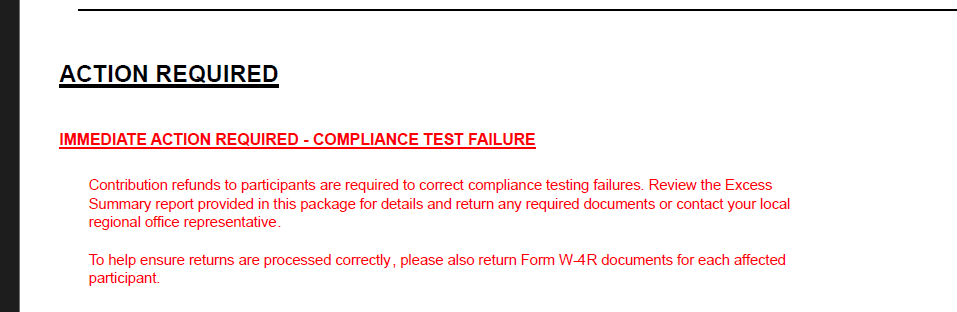 ACTION REQUIRED
IMMEDIATE ACTION REQUIRED - COMPLIANCE TEST FAILURE
Contribution refunds to participants are required to correct compliance testing failures. Review the Excess
Summary report provided in this package for details and return any required documents or contact your local
regional office representative.
To help ensure returns are processed correctly, please also return Form W-4R documents for each affected
participant.